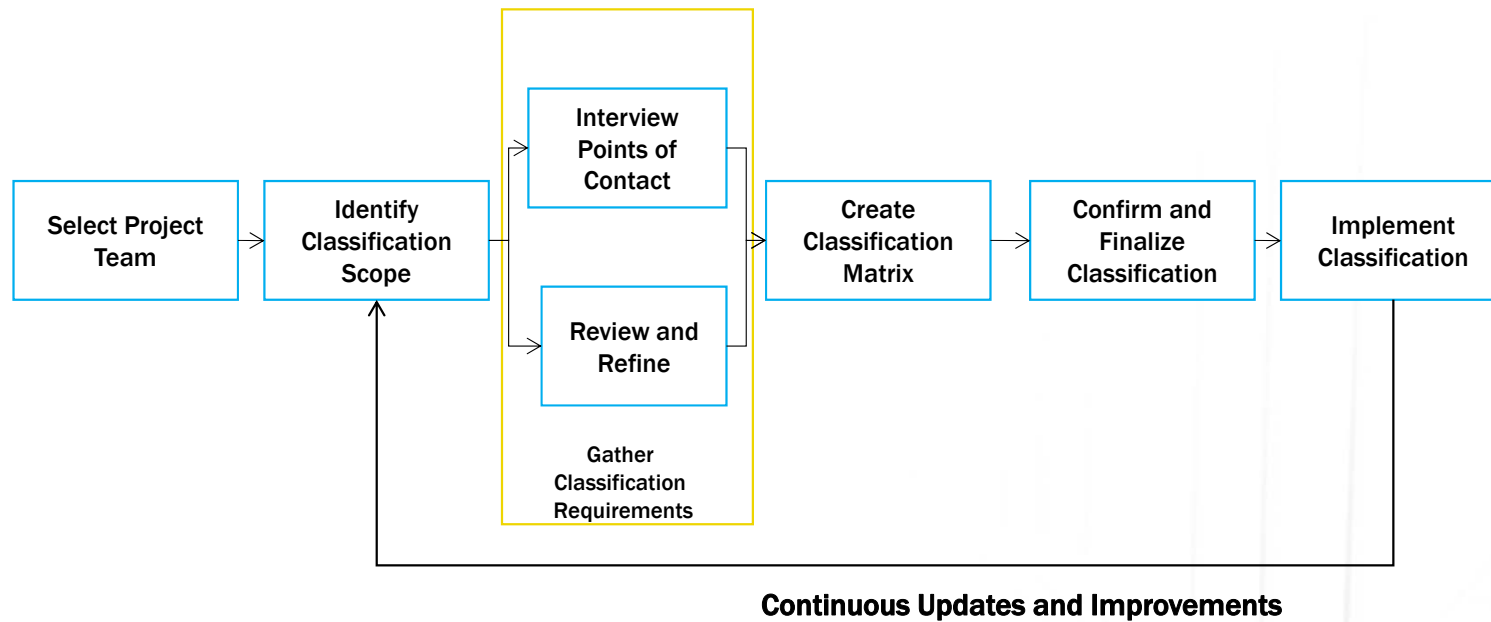 Select Project
Team
Identify
Classification
Scope
Interview
Points of
Contact
Review and
Refine
Gather
Classification
Requirements
Create
Classification
Matrix
Confirm and
Finalize
Classification
Implement
Classification
Continuous Updates and Improvements